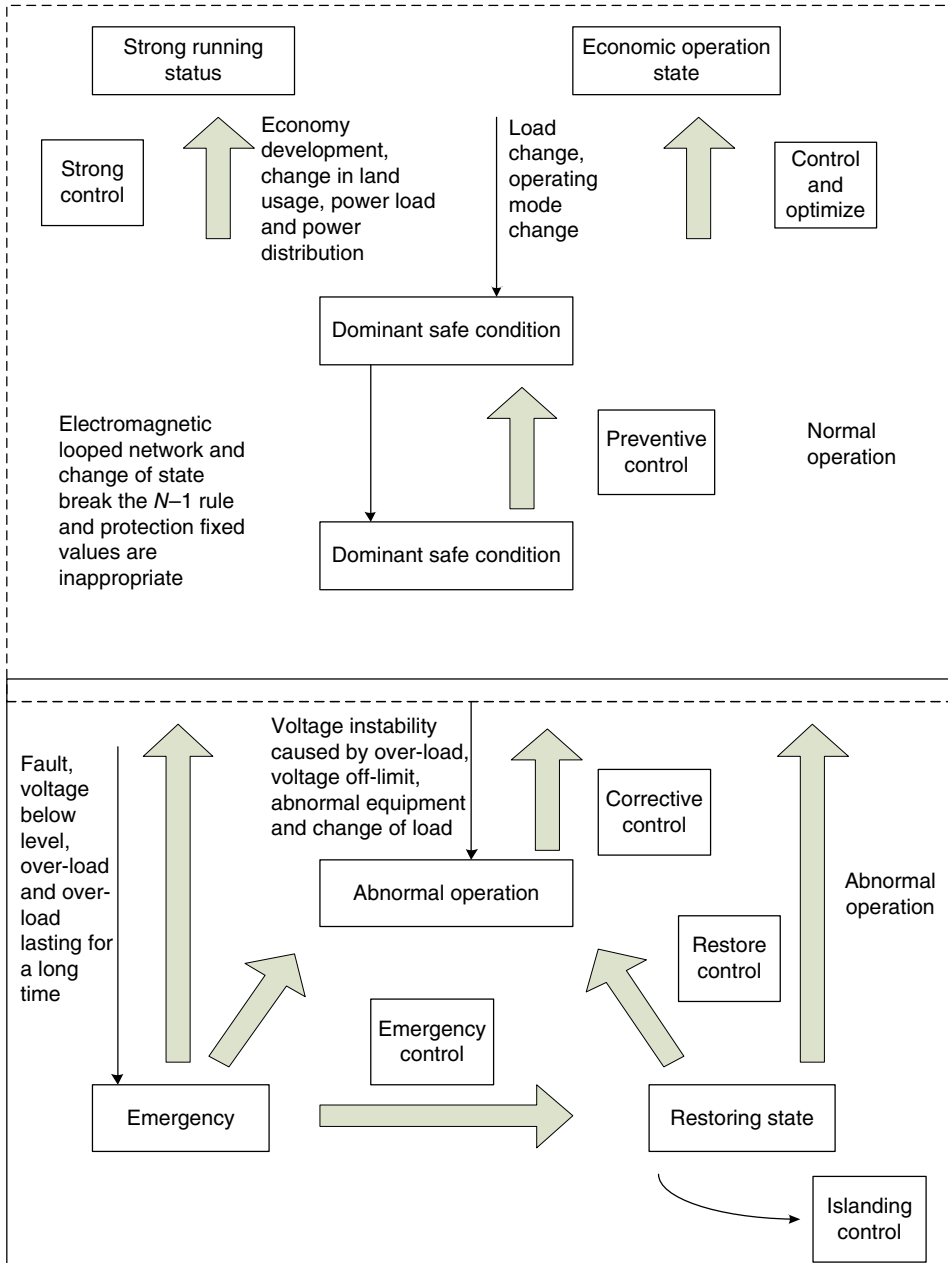 Strong running
status
Economic operation
state
Strong
control
Economy
development,
change in land
usage, power load
and power
distribution
Load
change,
operating
mode
change
Control
and
optimize
Dominant safe condition
Electromagnetic
looped network and
change of state
break the N–1 rule
and protection fixed
values are
inappropriate
Preventive
control
Normal
operation
Dominant safe condition
Fault,
voltage
below
level,
over-load
and over-
load
lasting for
a long
time
Voltage instability
caused by over-load,
voltage off-limit,
abnormal equipment
and change of load
Corrective
control
Abnormal operation
Abnormal
operation
Restore
control
Emergency
control
Emergency
Restoring state
Islanding
control